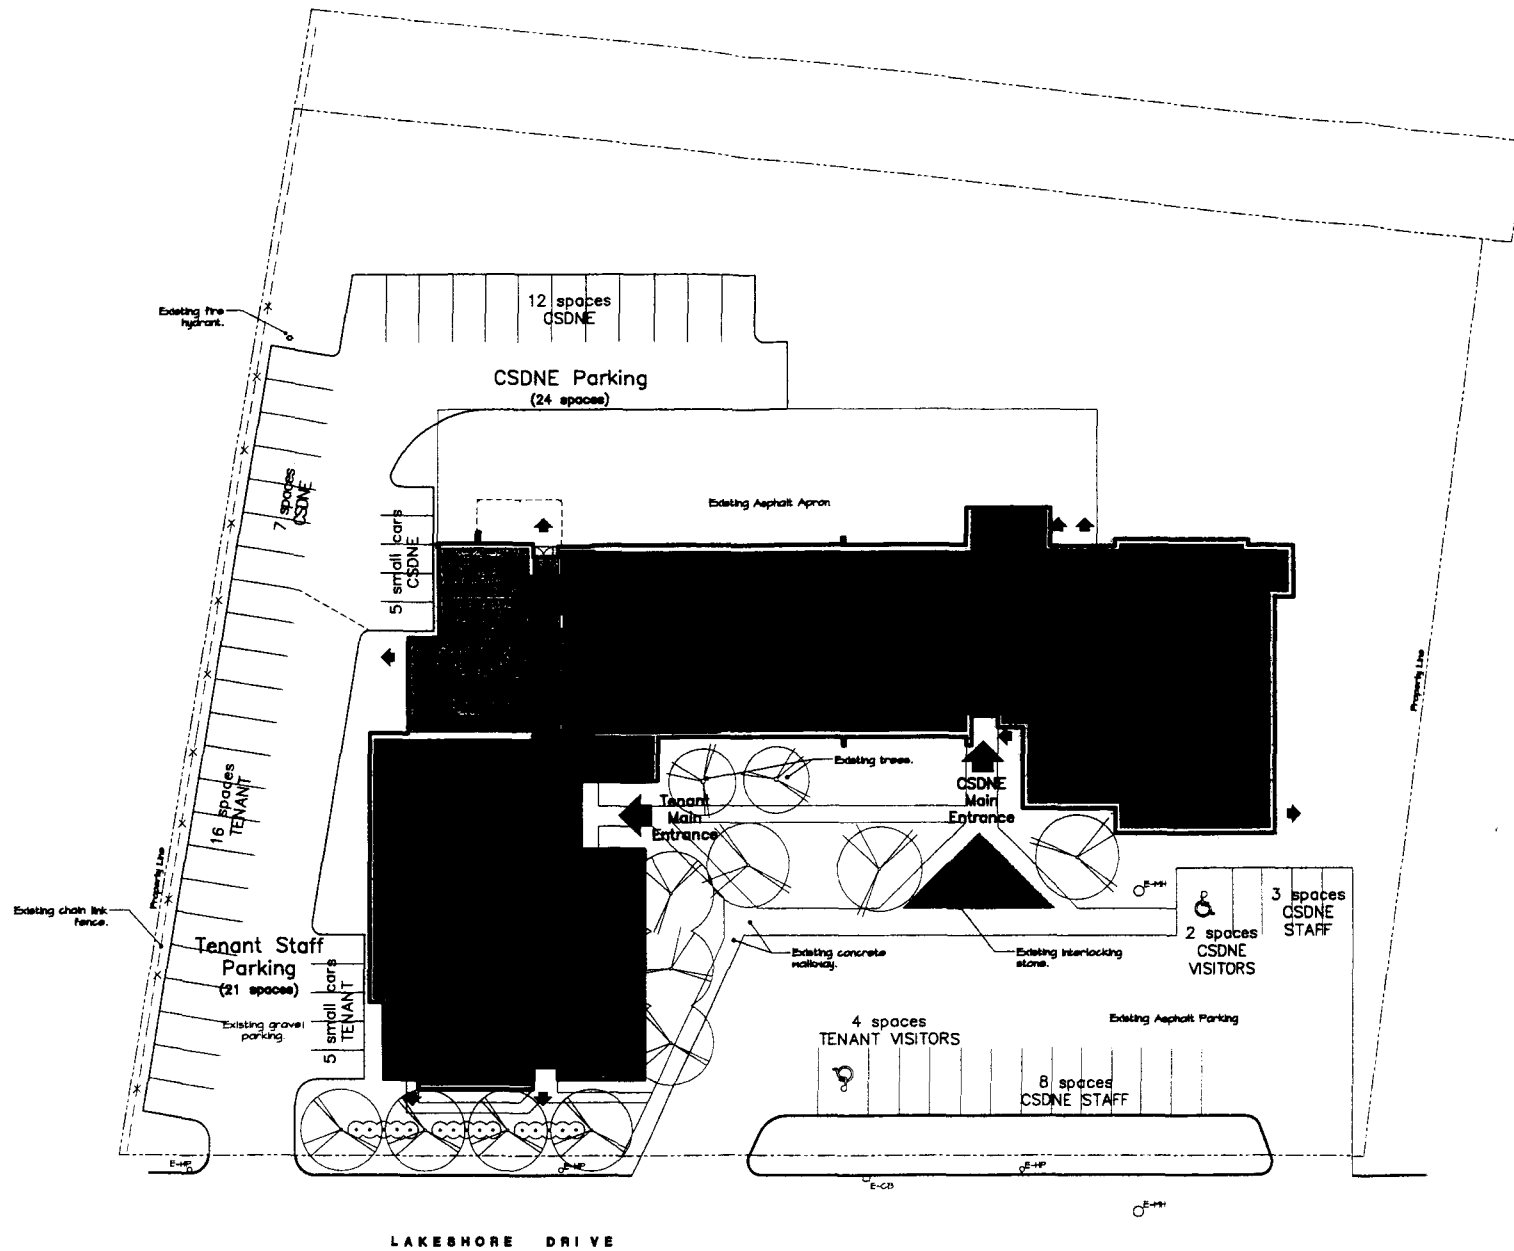 12 spaces
CSDNE
Existing fire
hydrant.
CSDNE Parking
(24 spaces)
7 spaces
CSDNE
5 small cars
CSDNE
Existing Asphalt Apron
Property Line
Existing trees.
CSDNE
Main
Entrance
Tenant
Main
Entrance
16 spaces
TENANT
Property Line
E-MH
3 spaces
CSDNE
STAFF
2 spaces
CSDNE
VISITORS
Existing chain link
fence.
Tenant Staff
Parking
(21 spaces)
5 small cars
TENANT
Existing gravel
parking.
Existing concrete
walkway.
Existing interlocking
stone.
4 spaces
TENANT VISITORS
Existing Asphalt Parking
8 spaces
CSDNE STAFF
E-HP
E-HP
E-HP
E-CB
E-MH
LAKESHORE DRIVE